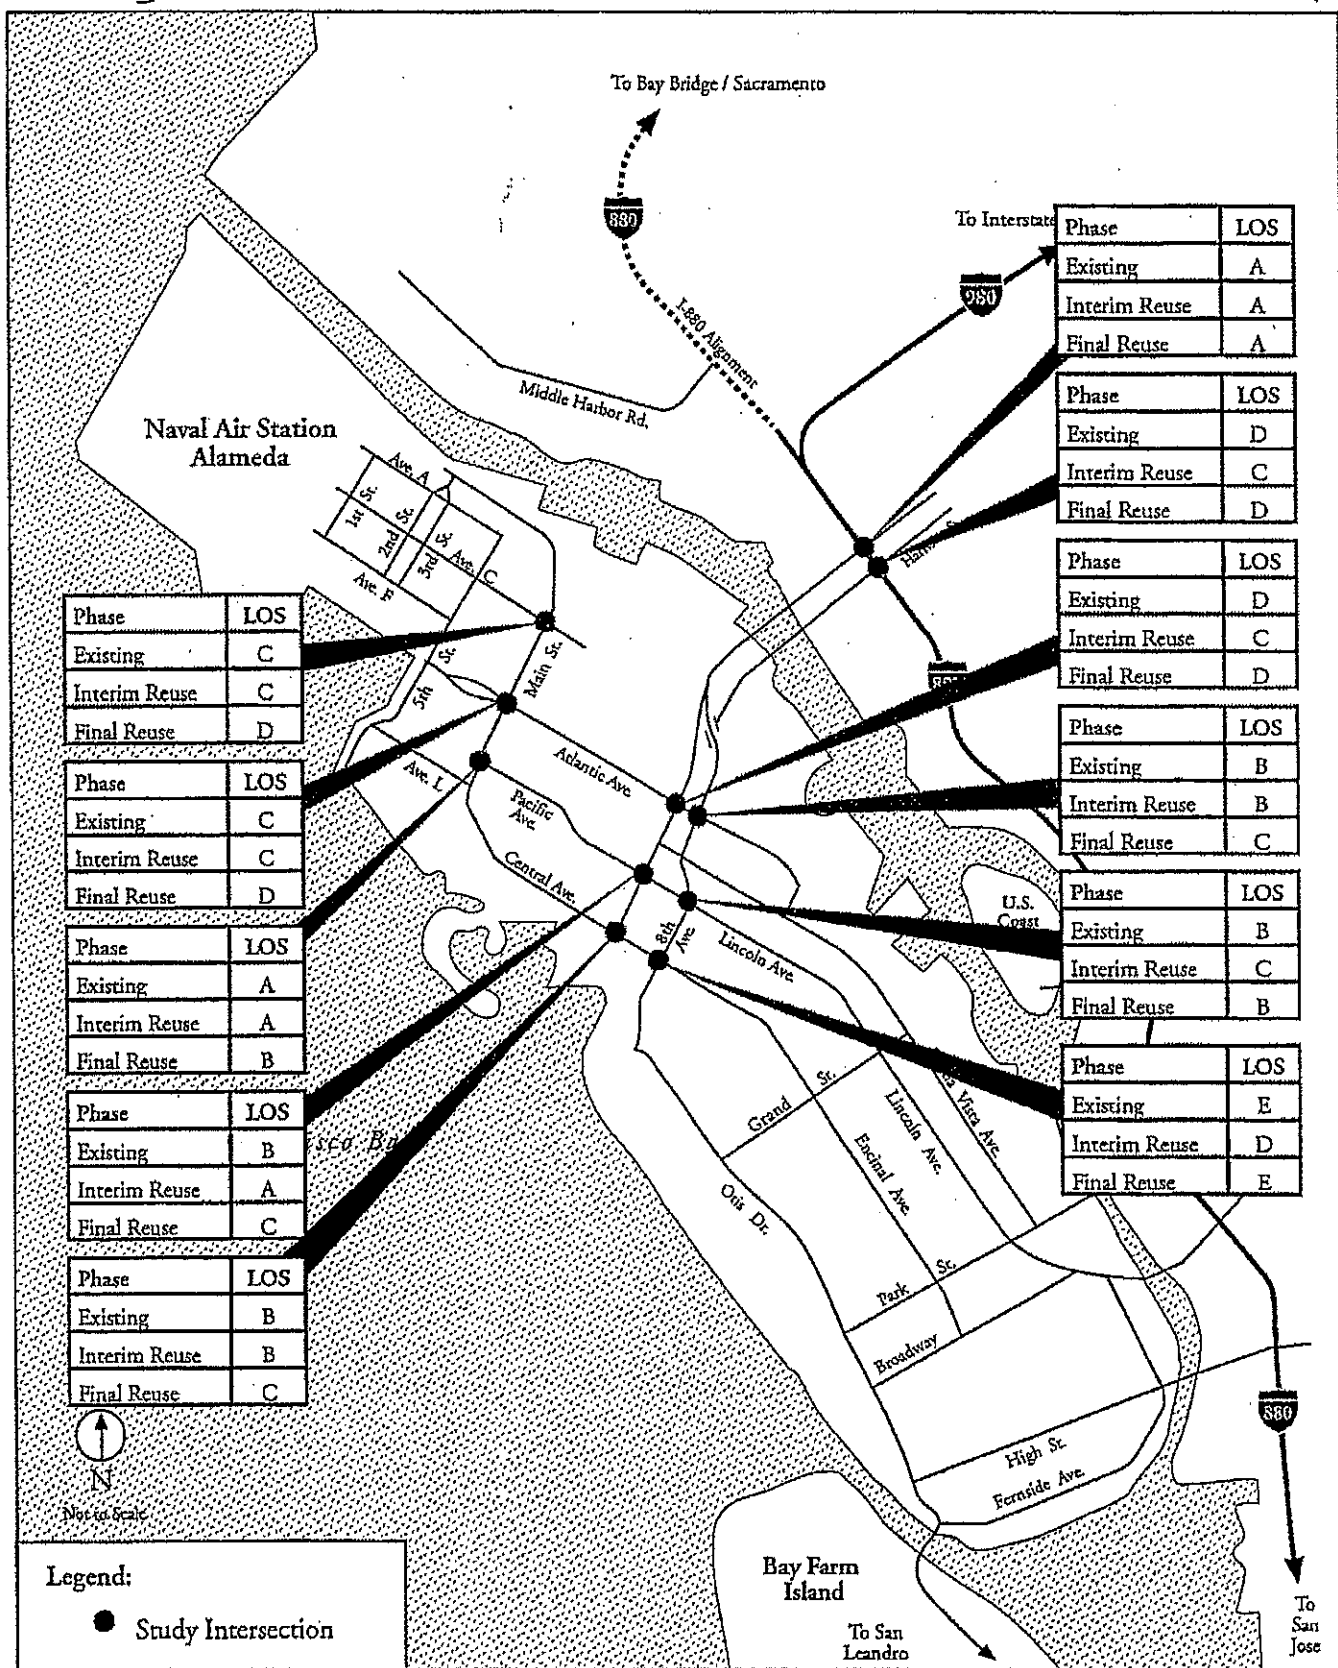 To Bay Bridge / Sacramento
880
To Interstate
980
I-880 Alignment
Middle Harbor Rd.
Naval Air Station
Alameda
Ave. A
1st St.
2nd St.
3rd St.
Ave. C
Ave. F
5th St.
Main St.
Ave. L
Atlantic Ave.
Pacific Ave.
Central Ave.
8th Ave.
Lincoln Ave.
U.S.
Coast
Grand St.
Lincoln Ave.
Vista Ave.
Encinal Ave.
Otis Dr.
Park St.
Broadway
High St.
Fernside Ave.
880
Bay Farm
Island
To San
Leandro
To
San
Jose
Phase LOS
Existing C
Interim Reuse C
Final Reuse D
Phase LOS
Existing C
Interim Reuse C
Final Reuse D
Phase LOS
Existing A
Interim Reuse A
Final Reuse B
Phase LOS
Existing B
Interim Reuse A
Final Reuse C
Phase LOS
Existing B
Interim Reuse B
Final Reuse C
Phase LOS
Existing A
Interim Reuse A
Final Reuse A
Phase LOS
Existing D
Interim Reuse C
Final Reuse D
Phase LOS
Existing D
Interim Reuse C
Final Reuse D
Phase LOS
Existing B
Interim Reuse B
Final Reuse C
Phase LOS
Existing B
Interim Reuse C
Final Reuse B
Phase LOS
Existing E
Interim Reuse D
Final Reuse E
N
Not to Scale
Legend:
Study Intersection